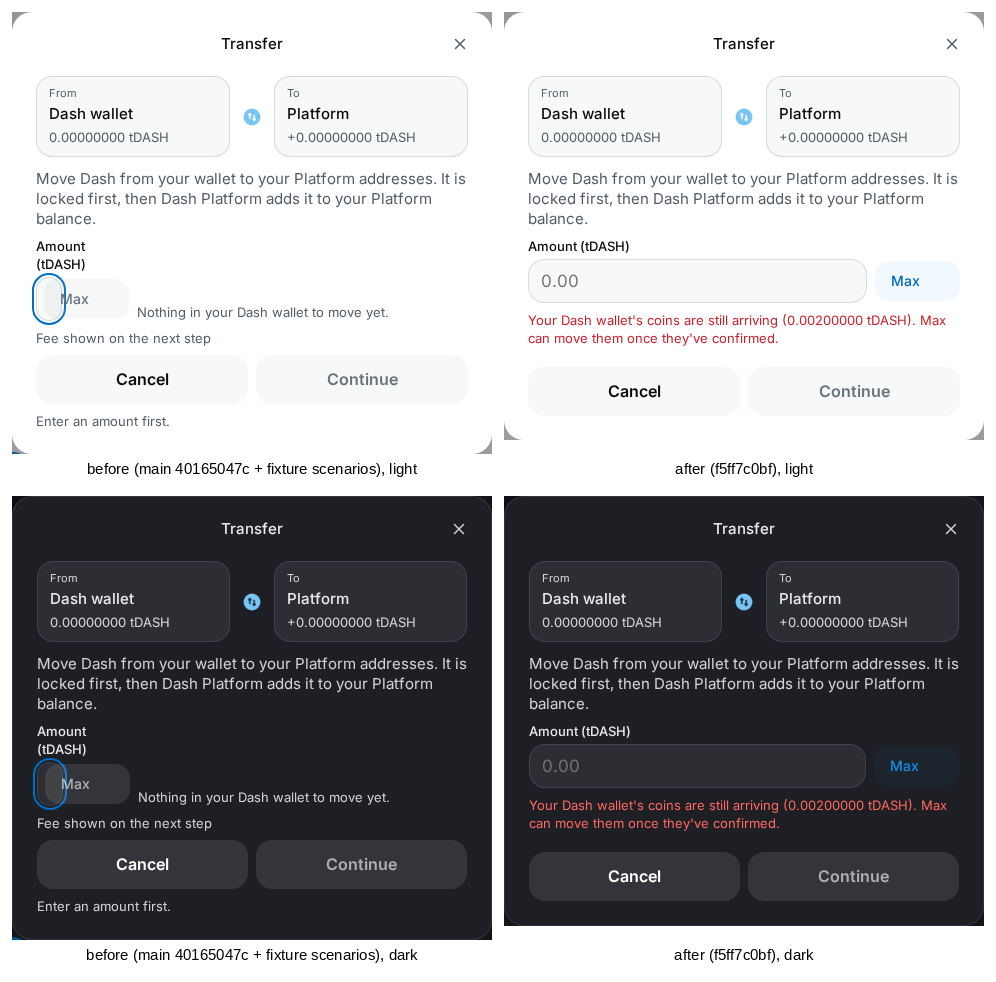 Transfer
From
Dash wallet
0.00000000 tDASH
To
Platform
+0.00000000 tDASH
Move Dash from your wallet to your Platform addresses. It is
locked first, then Dash Platform adds it to your Platform
balance.
Amount
(tDASH)
Max
Nothing in your Dash wallet to move yet.
Fee shown on the next step
Cancel
Continue
Enter an amount first.
before (main 40165047c + fixture scenarios), light
Transfer
From
Dash wallet
0.00000000 tDASH
To
Platform
+0.00000000 tDASH
Move Dash from your wallet to your Platform addresses. It is
locked first, then Dash Platform adds it to your Platform
balance.
Amount (tDASH)
0.00
Max
Your Dash wallet's coins are still arriving (0.00200000 tDASH). Max
can move them once they've confirmed.
Cancel
Continue
after (f5ff7c0bf), light
Transfer
From
Dash wallet
0.00000000 tDASH
To
Platform
+0.00000000 tDASH
Move Dash from your wallet to your Platform addresses. It is
locked first, then Dash Platform adds it to your Platform
balance.
Amount
(tDASH)
Max
Nothing in your Dash wallet to move yet.
Fee shown on the next step
Cancel
Continue
Enter an amount first.
before (main 40165047c + fixture scenarios), dark
Transfer
From
Dash wallet
0.00000000 tDASH
To
Platform
+0.00000000 tDASH
Move Dash from your wallet to your Platform addresses. It is
locked first, then Dash Platform adds it to your Platform
balance.
Amount (tDASH)
0.00
Max
Your Dash wallet's coins are still arriving (0.00200000 tDASH). Max
can move them once they've confirmed.
Cancel
Continue
after (f5ff7c0bf), dark